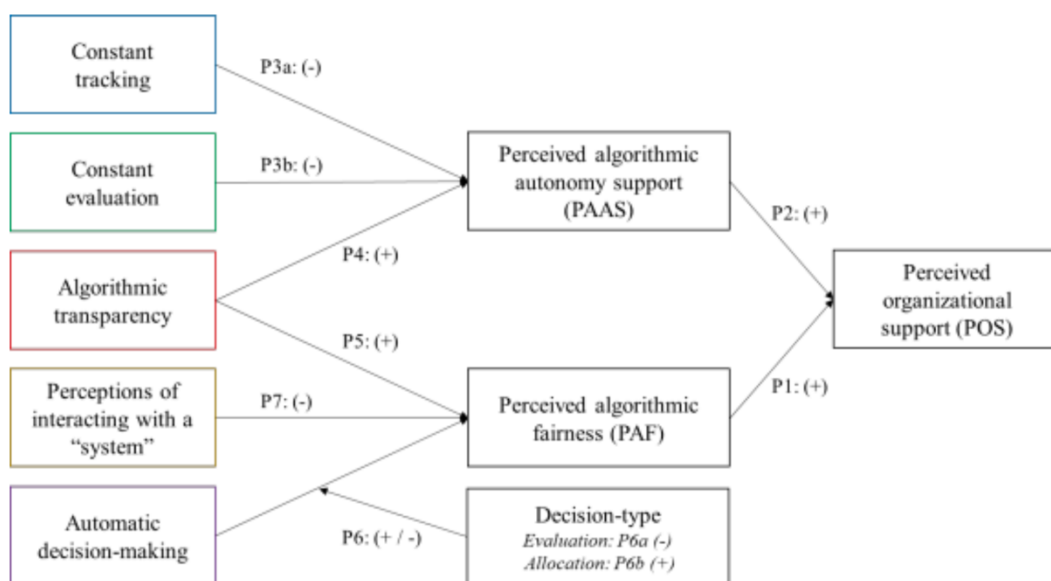 Constant
tracking
P3a: (-)
Constant
evaluation
P3b: (-)
Perceived algorithmic
autonomy support
(PAAS)
P2: (+)
P4: (+)
Algorithmic
transparency
Perceived
organizational
support (POS)
P5: (+)
Perceptions of
interacting with a
“system”
P7: (-)
Perceived algorithmic
fairness (PAF)
P1: (+)
Automatic
decision-making
P6: (+ / -)
Decision-type
Evaluation: P6a (-)
Allocation: P6b (+)